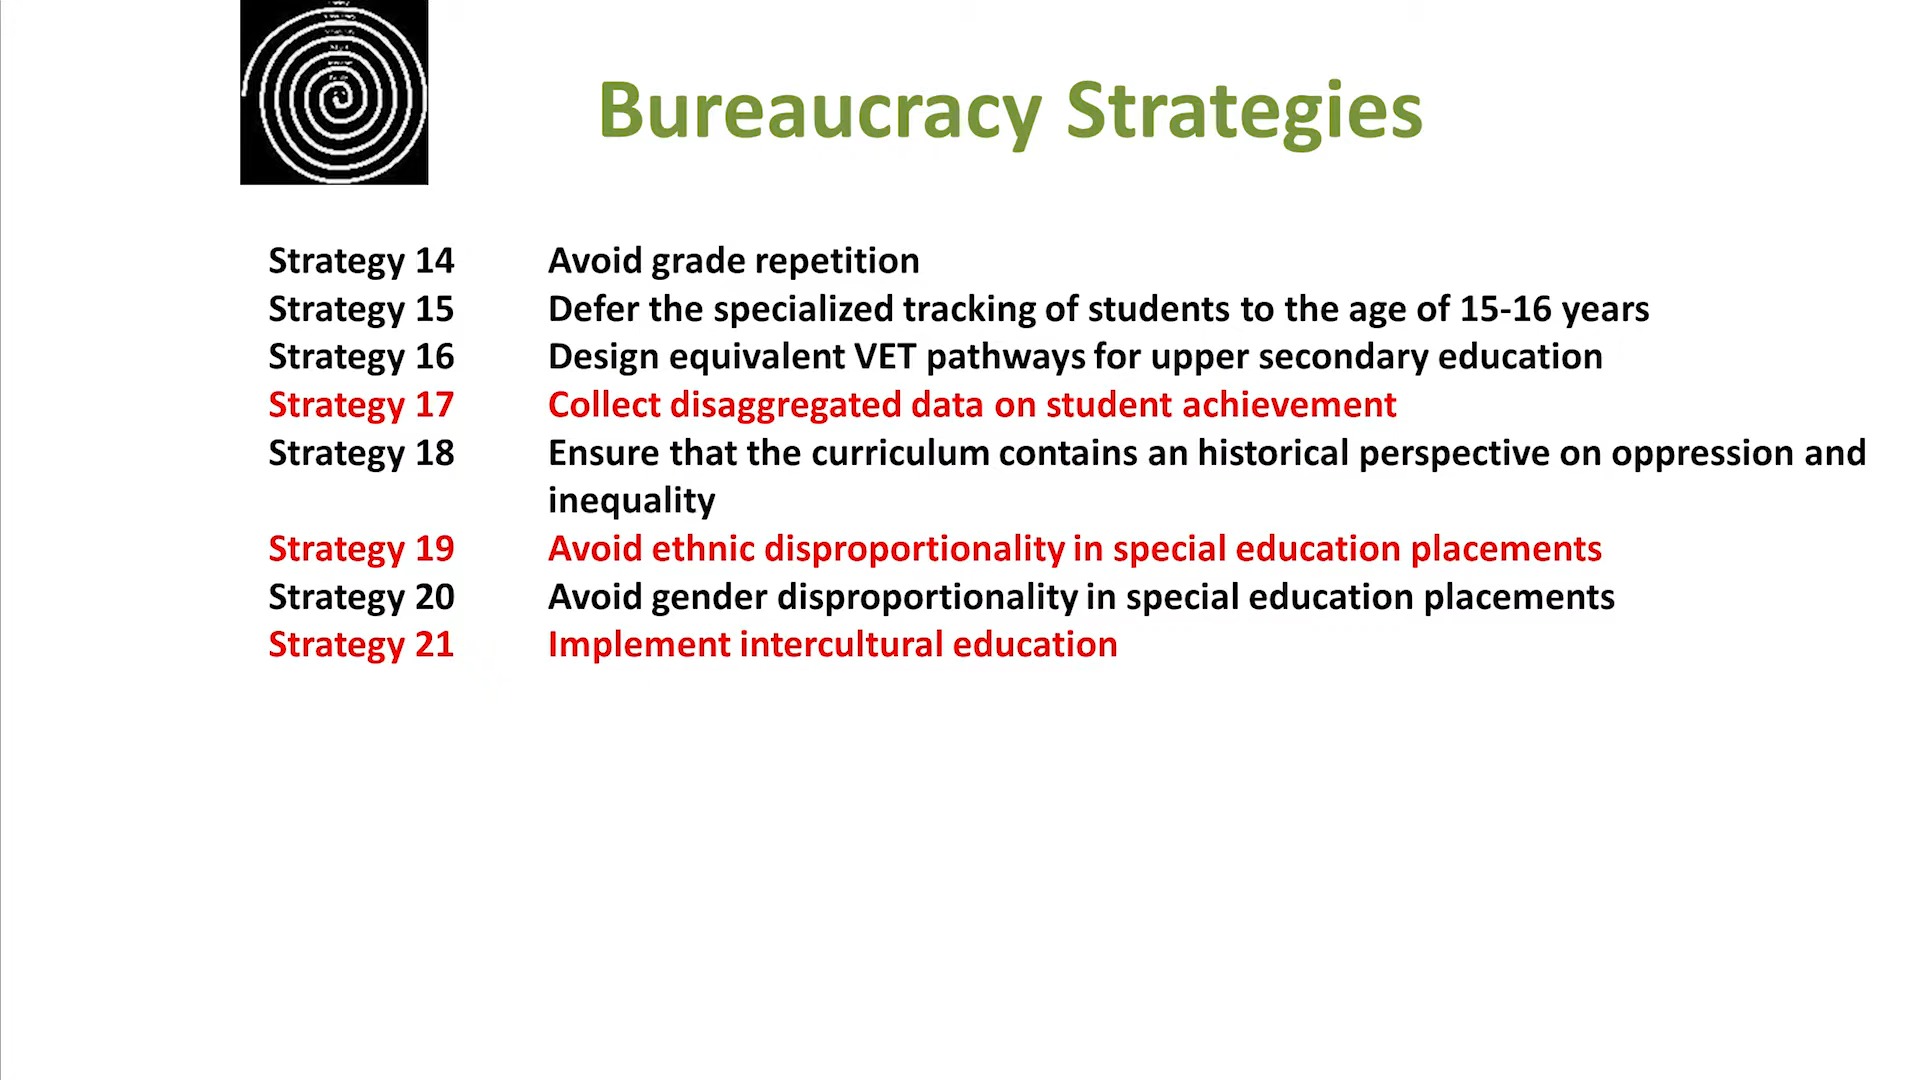 Bureaucracy Strategies
Strategy 14 Avoid grade repetition
Strategy 15 Defer the specialized tracking of students to the age of 15-16 years
Strategy 16 Design equivalent VET pathways for upper secondary education
Strategy 17 Collect disaggregated data on student achievement
Strategy 18 Ensure that the curriculum contains an historical perspective on oppression and
inequality
Strategy 19 Avoid ethnic disproportionality in special education placements
Strategy 20 Avoid gender disproportionality in special education placements
Strategy 21 Implement intercultural education